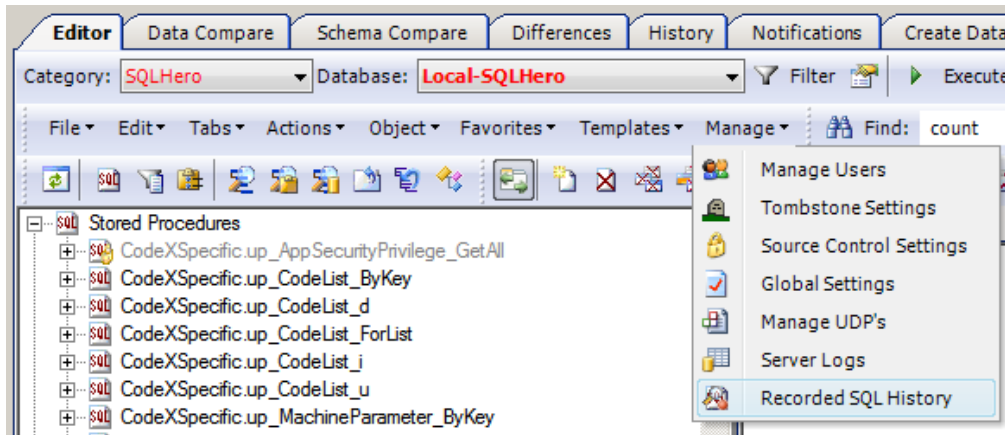 Editor Data Compare Schema Compare Differences History Notifications Create Data
Category: SQLHero Database: Local-SQLHero Filter Execute
File Edit Tabs Actions Object Favorites Templates Manage Find: count
Manage Users
Tombstone Settings
Source Control Settings
Global Settings
Manage UDP's
Server Logs
Recorded SQL History
Stored Procedures
CodeXSpecific.up_AppSecurityPrivilege_GetAll
CodeXSpecific.up_CodeList_ByKey
CodeXSpecific.up_CodeList_d
CodeXSpecific.up_CodeList_ForList
CodeXSpecific.up_CodeList_i
CodeXSpecific.up_CodeList_u
CodeXSpecific.up_MachineParameter_ByKey